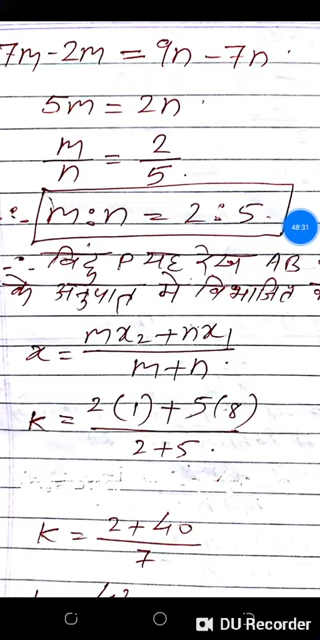 7m-2m = 9n-7n.
5m = 2n.
m/n = 2/5.
∴ m:n = 2:5.
48:31
∴ बिंदु P यह रेख AB
के अनुपात मे विभाजित
x = mx₂+nx₁/m+n
k = 2(1)+5(8)/2+5.
k = 2+40/7
DU Recorder